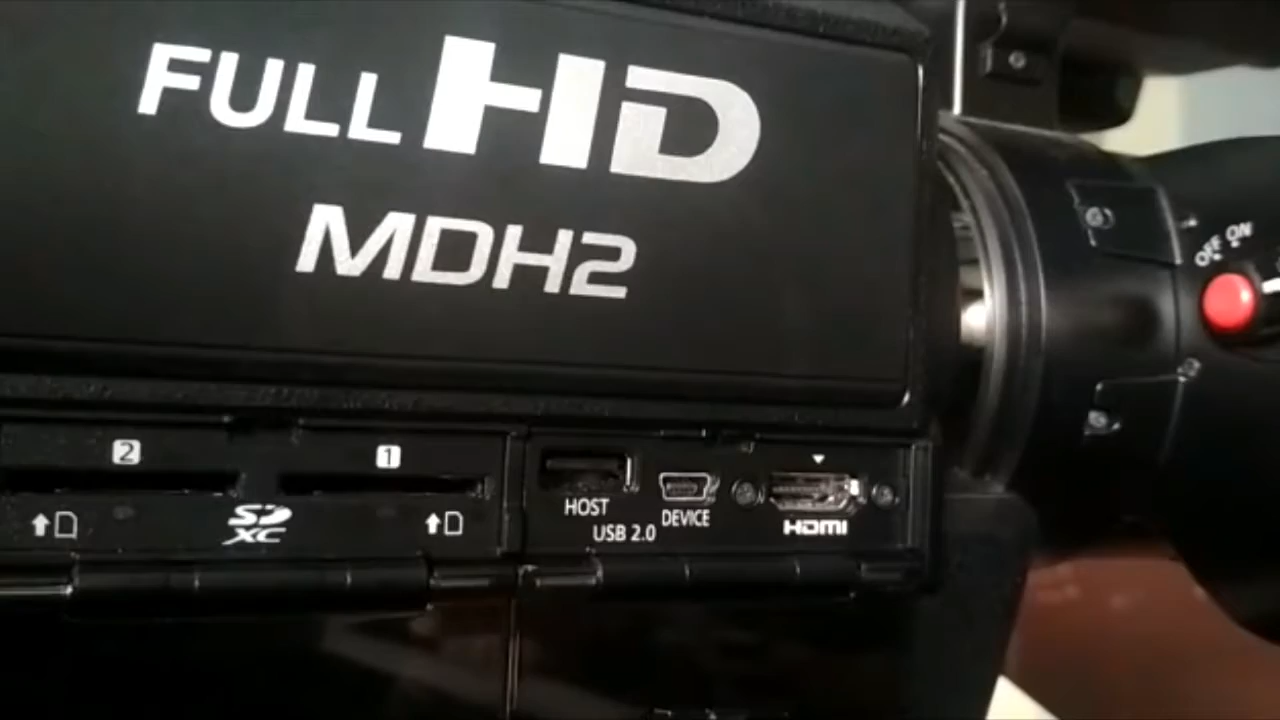 FULL HD
MDH2
OFF ON
2
1
SD XC
HOST
DEVICE
USB 2.0
HDMI